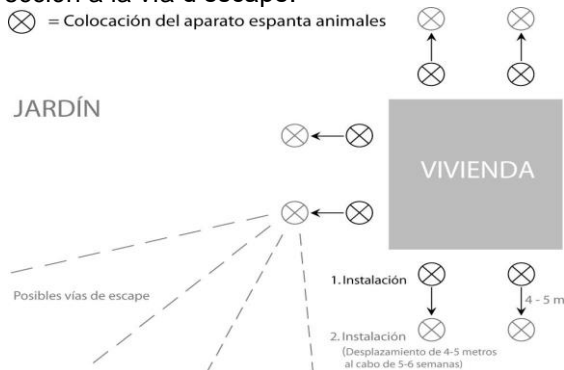 = Colocación del aparato espanta animales
JARDÍN
VIVIENDA
1. Instalación
4 - 5 m
Posibles vías de escape
2. Instalación
(Desplazamiento de 4-5 metros
al cabo de 5-6 semanas)